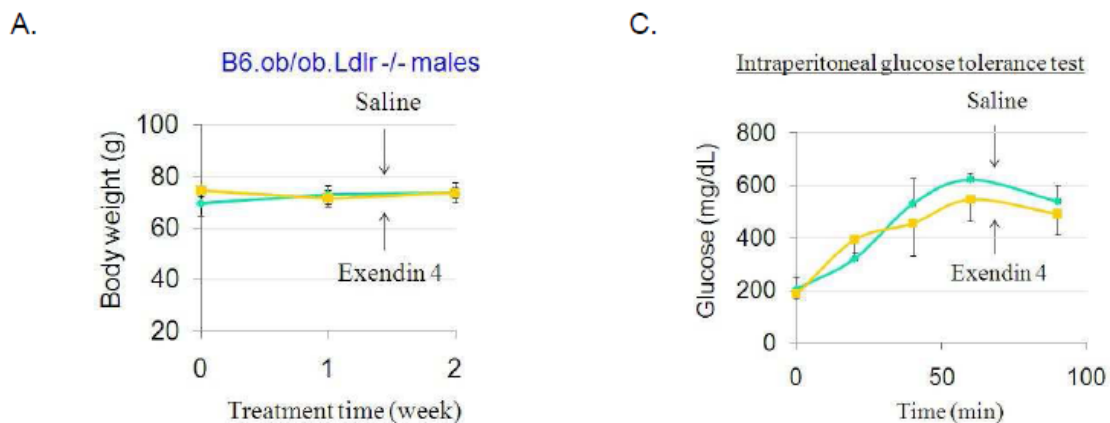 A.
B6.ob/ob.Ldlr -/- males
Saline
Body weight (g)
100
80
60
40
20
Exendin 4
0 1 2
Treatment time (week)
C.
Intraperitoneal glucose tolerance test
Saline
Glucose (mg/dL)
800
600
400
200
0
Exendin 4
0 50 100
Time (min)